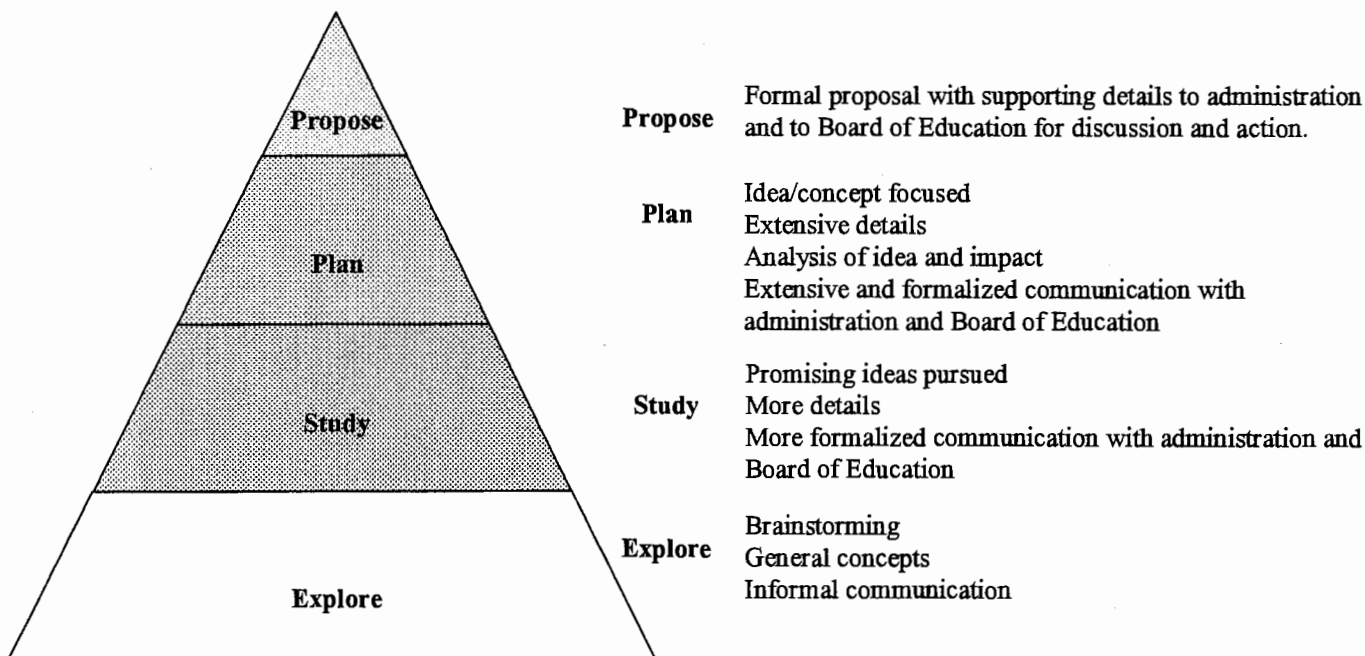 Propose
Plan
Study
Explore
Propose
Formal proposal with supporting details to administration
and to Board of Education for discussion and action.
Plan
Idea/concept focused
Extensive details
Analysis of idea and impact
Extensive and formalized communication with
administration and Board of Education
Study
Promising ideas pursued
More details
More formalized communication with administration and
Board of Education
Explore
Brainstorming
General concepts
Informal communication